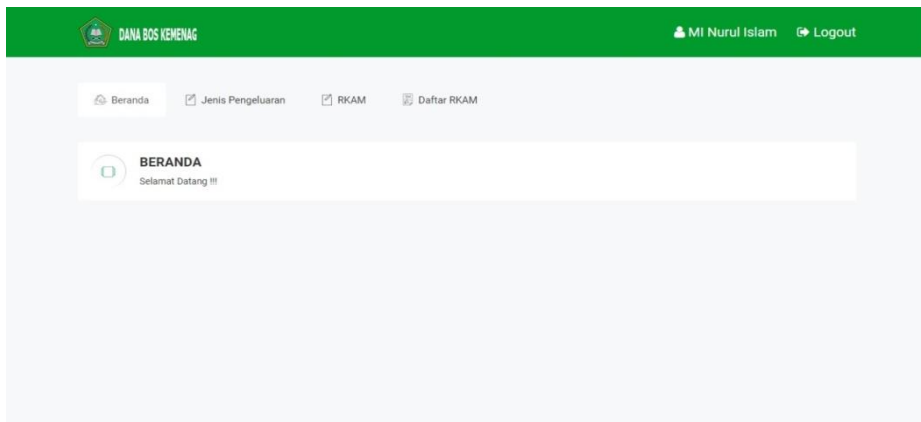 DANA BOS KEMENAG
MI Nurul Islam Logout
Beranda Jenis Pengeluaran RKAM Daftar RKAM
BERANDA
Selamat Datang !!!